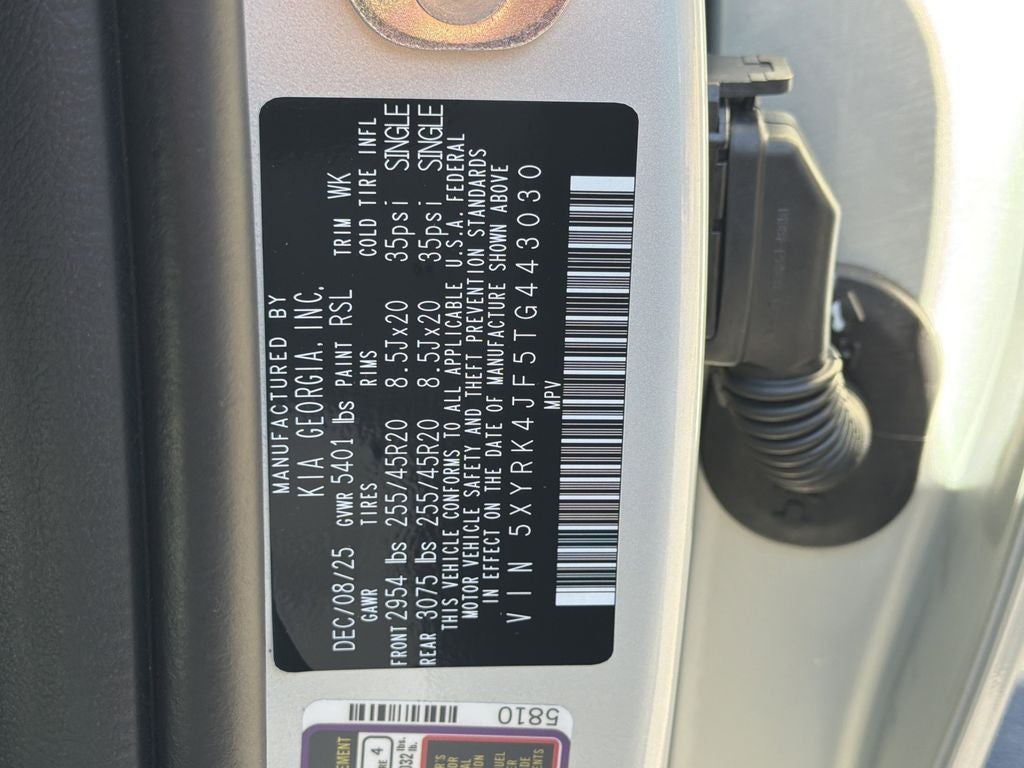 MANUFACTURED BY
KIA GEORGIA, INC.
DEC/08/25 GVWR 5401 lbs PAINT RSL TRIM WK
GAWR TIRES RIMS COLD TIRE INFL
FRONT 2954 lbs 255/45R20 8.5Jx20 35psi SINGLE
REAR 3075 lbs 255/45R20 8.5Jx20 35psi SINGLE
THIS VEHICLE CONFORMS TO ALL APPLICABLE U.S.A. FEDERAL
MOTOR VEHICLE SAFETY AND THEFT PREVENTION STANDARDS
IN EFFECT ON THE DATE OF MANUFACTURE SHOWN ABOVE
VIN 5XYRK4JF5TG443030
MPV
5810